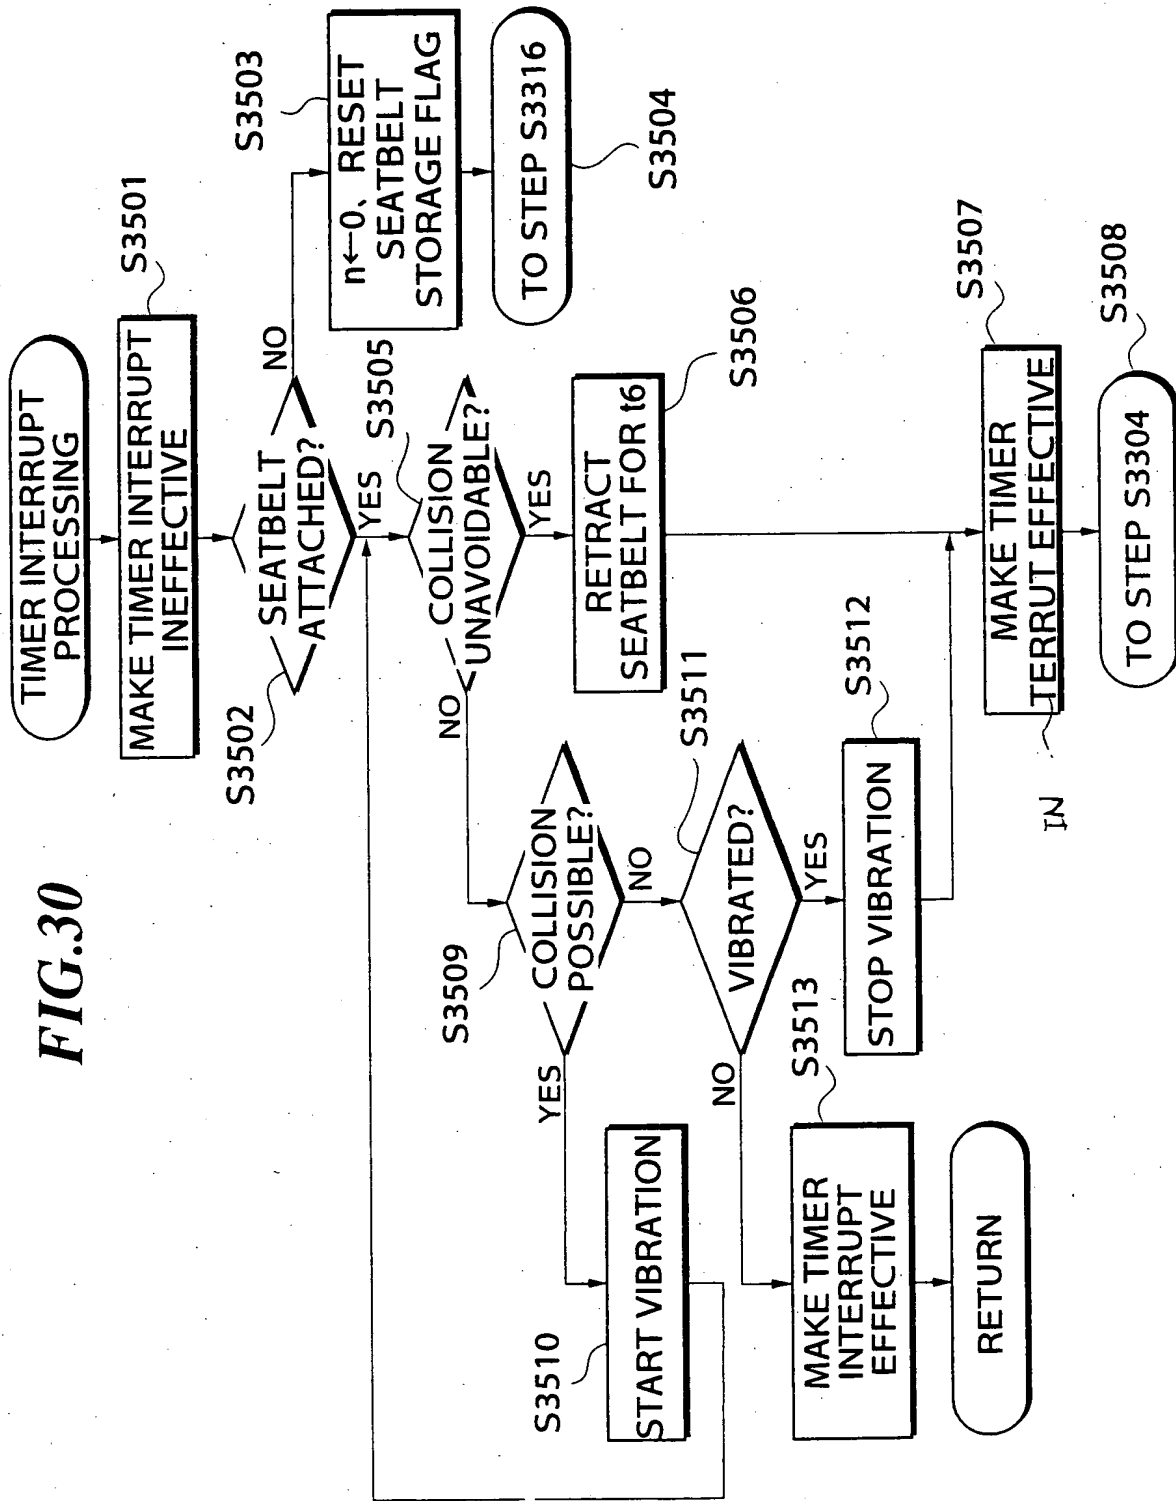 FIG.30
TIMER INTERRUPT
PROCESSING
S3501
MAKE TIMER INTERRUPT
INEFFECTIVE
S3502
SEATBELT
ATTACHED?
NO
YES
S3503
n←0、RESET
SEATBELT
STORAGE FLAG
TO STEP S3316
S3504
S3505
COLLISION
UNAVOIDABLE?
NO
YES
RETRACT
SEATBELT FOR t6
S3506
S3509
COLLISION
POSSIBLE?
YES
NO
S3510
START VIBRATION
S3511
VIBRATED?
NO
YES
S3512
STOP VIBRATION
S3513
MAKE TIMER
INTERRUPT
EFFECTIVE
RETURN
S3507
MAKE TIMER
TERRUT EFFECTIVE
S3508
TO STEP S3304